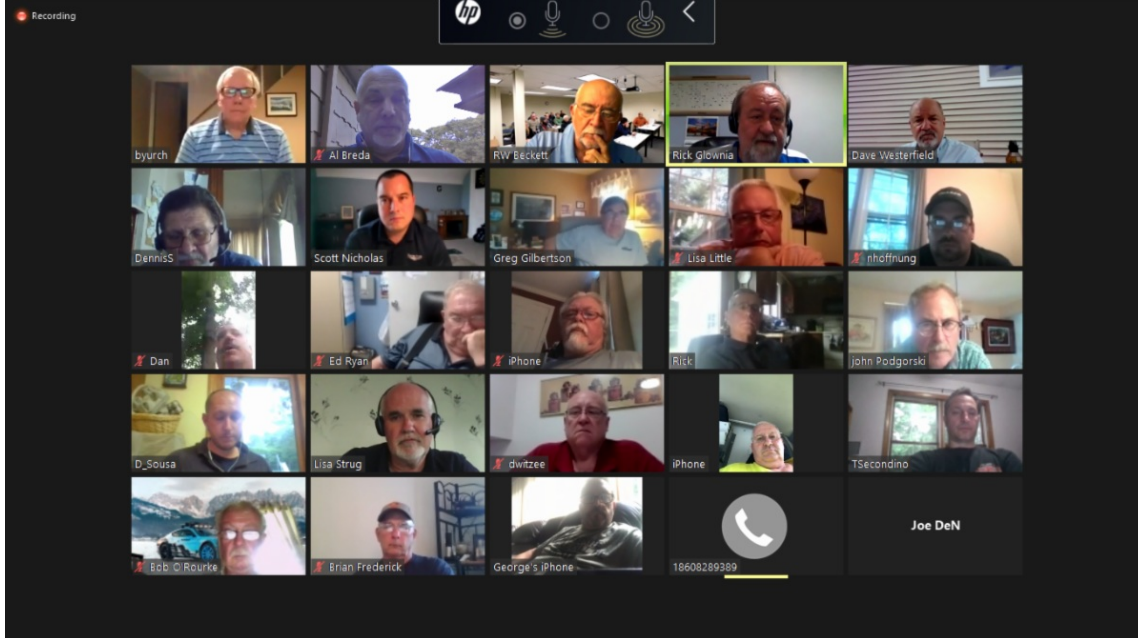 Recording
hp
byurch
Al Breda
RW Beckett
Rick Glownia
Dave Westerfield
DennisS
Scott Nicholas
Greg Gilbertson
Lisa Little
nhoffnung
Dan
Ed Ryan
iPhone
Rick
john Podgorski
D_Sousa
Lisa Strug
dwitzee
iPhone
TSecondino
Bob O Rourke
Brian Frederick
George's iPhone
18608289389
Joe DeN